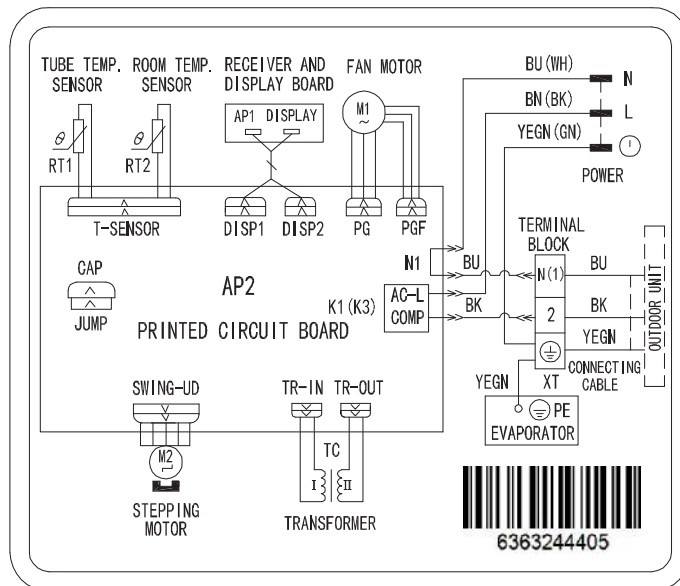 TUBE TEMP. SENSOR
ROOM TEMP. SENSOR
RECEIVER AND DISPLAY BOARD
FAN MOTOR
BU(WH)
N
BN(BK)
L
YEGN(GN)
POWER
AP1 DISPLAY
M1
~
θ
RT1
θ
RT2
T-SENSOR
DISP1
DISP2
PG
PGF
TERMINAL BLOCK
N1
BU
N(1)
BU
CAP
JUMP
AP2
PRINTED CIRCUIT BOARD
K1(K3)
AC-L
COMP
BK
2
BK
YEGN
OUTDOOR UNIT
XT
CONNECTING CABLE
YEGN
PE
EVAPORATOR
SWING-UD
M2
STEPPING MOTOR
TR-IN
TR-OUT
TC
I
II
TRANSFORMER
6363244405